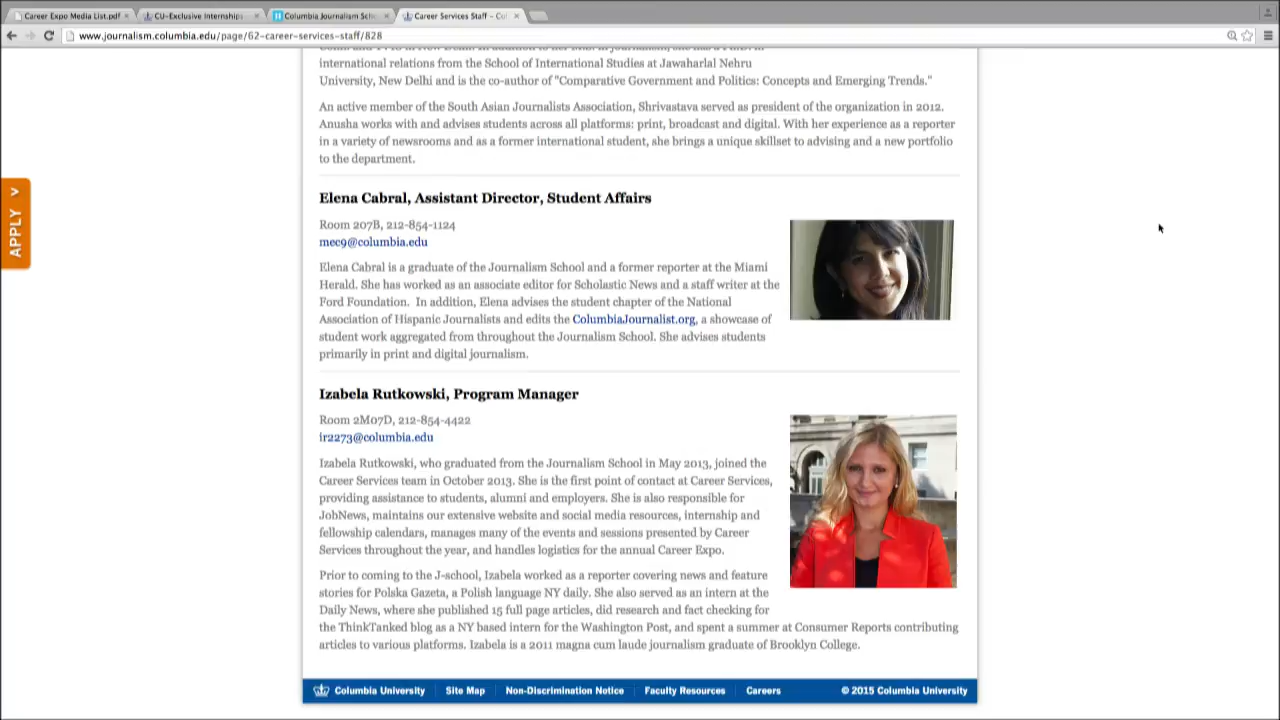 Career Expo Media List.pdf
CU-Exclusive Internships
Columbia Journalism Sch
Career Services Staff - Col
www.journalism.columbia.edu/page/62-career-services-staff/828
international relations from the School of International Studies at Jawaharlal Nehru
University, New Delhi and is the co-author of "Comparative Government and Politics: Concepts and Emerging Trends."
An active member of the South Asian Journalists Association, Shrivastava served as president of the organization in 2012.
Anusha works with and advises students across all platforms: print, broadcast and digital. With her experience as a reporter
in a variety of newsrooms and as a former international student, she brings a unique skillset to advising and a new portfolio
to the department.
APPLY >
Elena Cabral, Assistant Director, Student Affairs
Room 207B, 212-854-1124
mec9@columbia.edu
Elena Cabral is a graduate of the Journalism School and a former reporter at the Miami
Herald. She has worked as an associate editor for Scholastic News and a staff writer at the
Ford Foundation. In addition, Elena advises the student chapter of the National
Association of Hispanic Journalists and edits the ColumbiaJournalist.org, a showcase of
student work aggregated from throughout the Journalism School. She advises students
primarily in print and digital journalism.
Izabela Rutkowski, Program Manager
Room 2M07D, 212-854-4422
ir2273@columbia.edu
Izabela Rutkowski, who graduated from the Journalism School in May 2013, joined the
Career Services team in October 2013. She is the first point of contact at Career Services,
providing assistance to students, alumni and employers. She is also responsible for
JobNews, maintains our extensive website and social media resources, internship and
fellowship calendars, manages many of the events and sessions presented by Career
Services throughout the year, and handles logistics for the annual Career Expo.
Prior to coming to the J-school, Izabela worked as a reporter covering news and feature
stories for Polska Gazeta, a Polish language NY daily. She also served as an intern at the
Daily News, where she published 15 full page articles, did research and fact checking for
the ThinkTanked blog as a NY based intern for the Washington Post, and spent a summer at Consumer Reports contributing
articles to various platforms. Izabela is a 2011 magna cum laude journalism graduate of Brooklyn College.
Columbia University Site Map Non-Discrimination Notice Faculty Resources Careers © 2015 Columbia University